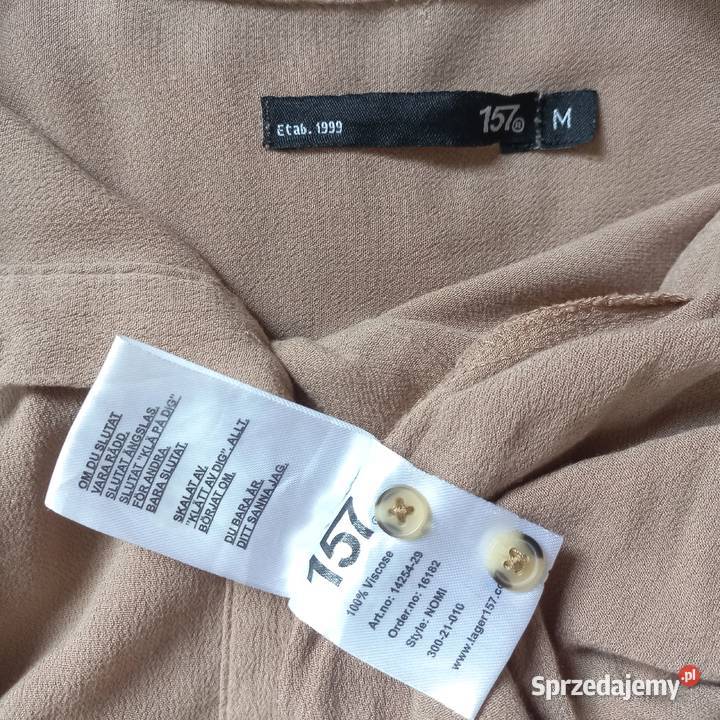 Etab. 1999
157
M
OM DU SLUTAT
VARA RÄDD.
SLUTAT ÄNGSLAS.
SLUTAT "KLÄ PÅ DIG"
FÖR ANDRA.
BARA SLUTAT.
SKALAT AV.
"KLÄTT AV DIG". ALLT.
BÖRJAT OM.
DU BARA ÄR.
DITT SANNA JAG.
157
100% Viscose
Art.no: 14254-29
Order.no: 16182
Style: NOMI
300-21-010
www.lager157.co
Sprzedajemy.pl